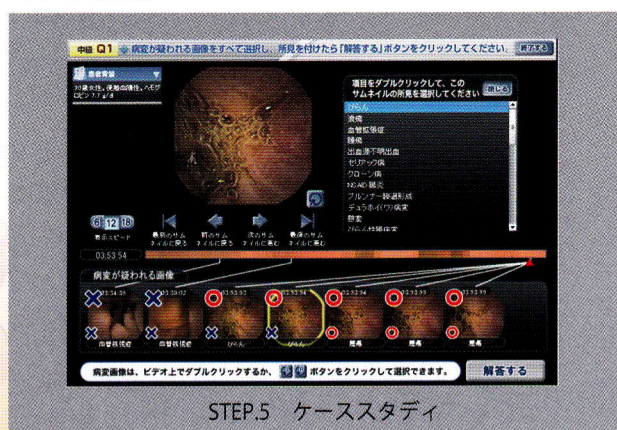 中級 Q1 病変が疑われる画像をすべて選択し、所見を付けたら「解答する」ボタンをクリックしてください。 終了する
患者背景
70歳女性。便潜血陽性。ヘモグロビン 7.7 g/dl
項目をダブルクリックして、このサムネイルの所見を選択してください 閉じる
びらん
潰瘍
血管拡張症
腫瘍
出血源不明出血
セリアック病
クローン病
NSAID 腸炎
ブルンナー腺過形成
デュラホイ(ワ)病変
憩室
びらん性腸病変
6 12 18
表示スピード
最初のサムネイルに戻る
前のサムネイルに戻る
次のサムネイルに進む
最後のサムネイルに進む
03:53:54
病変が疑われる画像
血管拡張症 血管拡張症 びらん びらん 腫瘍 腫瘍 腫瘍
病変画像は、ビデオ上でダブルクリックするか、 ボタンをクリックして選択できます。 解答する
STEP.5 ケーススタディ